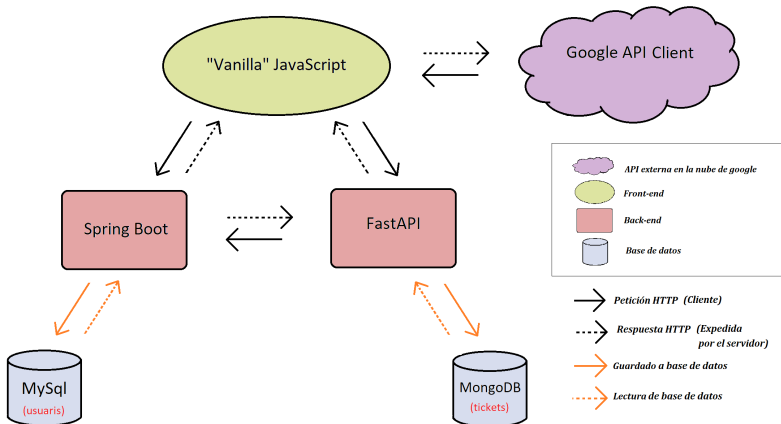 "Vanilla" JavaScript
Google API Client
Spring Boot
FastAPI
MySql
(usuaris)
MongoDB
(tickets)
API externa en la nube de google
Front-end
Back-end
Base de datos
Petición HTTP (Cliente)
Respuesta HTTP (Expedida
por el servidor)
Guardado a base de datos
Lectura de base de datos